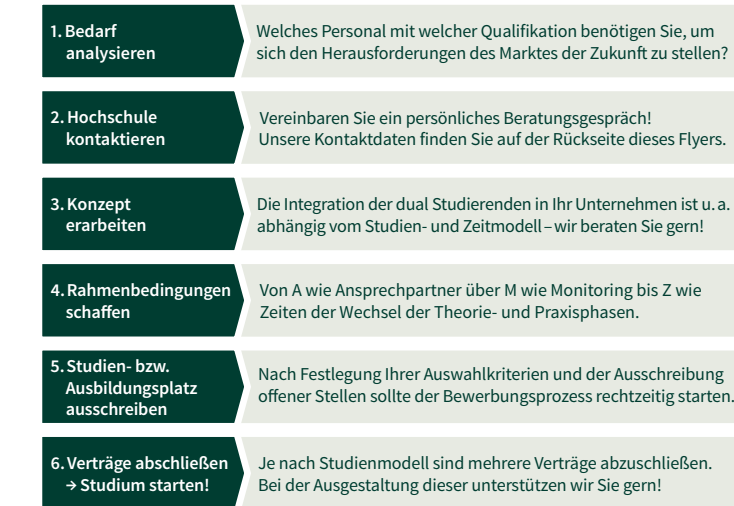 1. Bedarf
analysieren
Welches Personal mit welcher Qualifikation benötigen Sie, um
sich den Herausforderungen des Marktes der Zukunft zu stellen?
2. Hochschule
kontaktieren
Vereinbaren Sie ein persönliches Beratungsgespräch!
Unsere Kontaktdaten finden Sie auf der Rückseite dieses Flyers.
3. Konzept
erarbeiten
Die Integration der dual Studierenden in Ihr Unternehmen ist u. a.
abhängig vom Studien- und Zeitmodell – wir beraten Sie gern!
4. Rahmenbedingungen
schaffen
Von A wie Ansprechpartner über M wie Monitoring bis Z wie
Zeiten der Wechsel der Theorie- und Praxisphasen.
5. Studien- bzw.
Ausbildungsplatz
ausschreiben
Nach Festlegung Ihrer Auswahlkriterien und der Ausschreibung
offener Stellen sollte der Bewerbungsprozess rechtzeitig starten.
6. Verträge abschließen
→ Studium starten!
Je nach Studienmodell sind mehrere Verträge abzuschließen.
Bei der Ausgestaltung dieser unterstützen wir Sie gern!